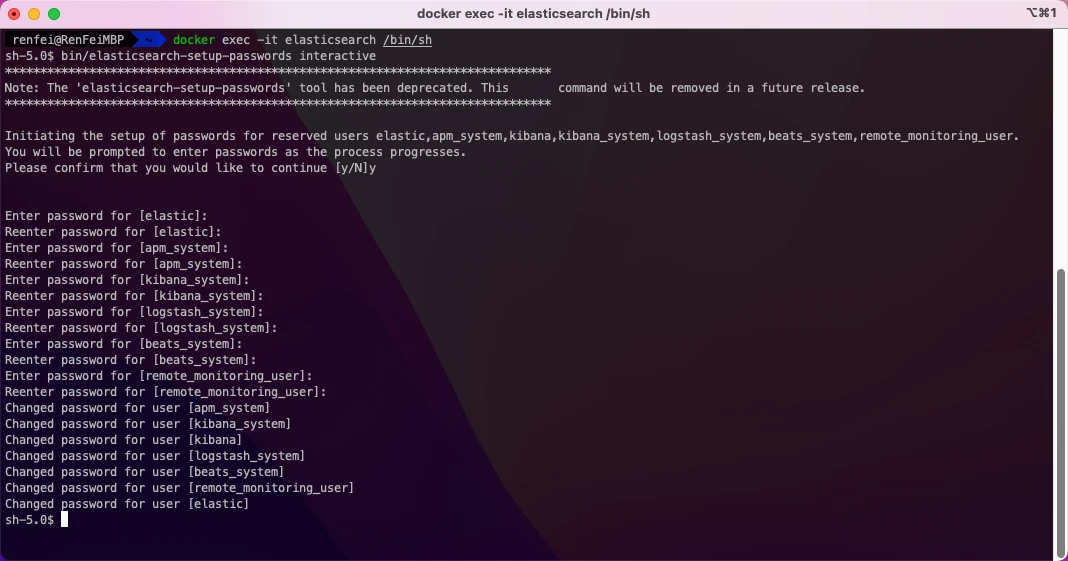 docker exec -it elasticsearch /bin/sh
⌥⌘1
renfei@RenFeiMBP ~ docker exec -it elasticsearch /bin/sh
sh-5.0$ bin/elasticsearch-setup-passwords interactive
******************************************************************************
Note: The 'elasticsearch-setup-passwords' tool has been deprecated. This       command will be removed in a future release.
******************************************************************************
Initiating the setup of passwords for reserved users elastic,apm_system,kibana,kibana_system,logstash_system,beats_system,remote_monitoring_user.
You will be prompted to enter passwords as the process progresses.
Please confirm that you would like to continue [y/N]y
Enter password for [elastic]:
Reenter password for [elastic]:
Enter password for [apm_system]:
Reenter password for [apm_system]:
Enter password for [kibana_system]:
Reenter password for [kibana_system]:
Enter password for [logstash_system]:
Reenter password for [logstash_system]:
Enter password for [beats_system]:
Reenter password for [beats_system]:
Enter password for [remote_monitoring_user]:
Reenter password for [remote_monitoring_user]:
Changed password for user [apm_system]
Changed password for user [kibana_system]
Changed password for user [kibana]
Changed password for user [logstash_system]
Changed password for user [beats_system]
Changed password for user [remote_monitoring_user]
Changed password for user [elastic]
sh-5.0$